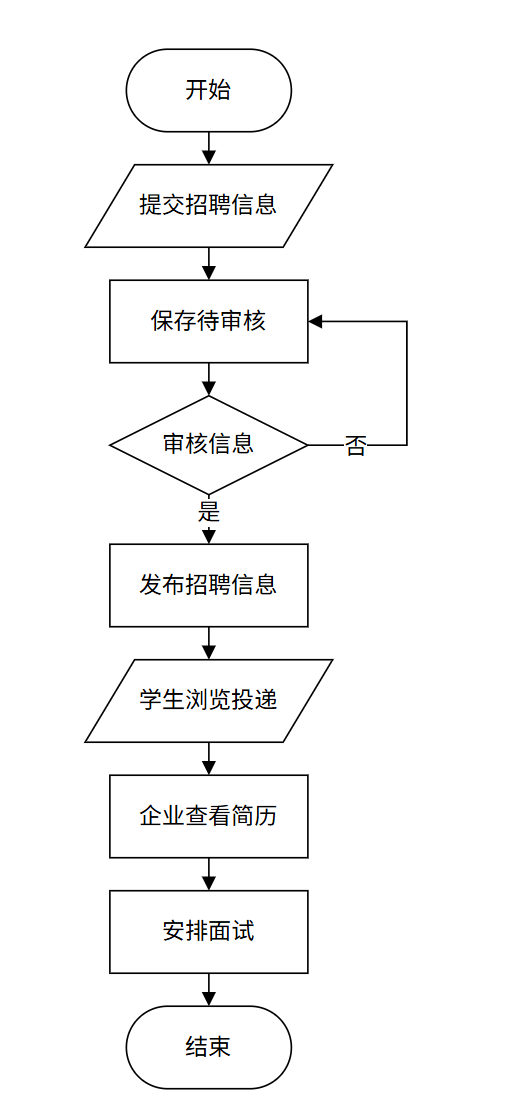 开始
提交招聘信息
保存待审核
审核信息
否
是
发布招聘信息
学生浏览投递
企业查看简历
安排面试
结束